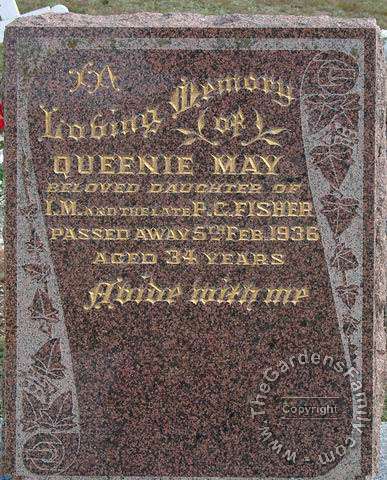 In
Loving Memory
(of)
QUEENIE MAY
BELOVED DAUGHTER OF
I.M. AND THE LATE P.C. FISHER
PASSED AWAY 5TH FEB. 1936
AGED 34 YEARS
Abide with me
www.TheGardensFamily.com
Copyright